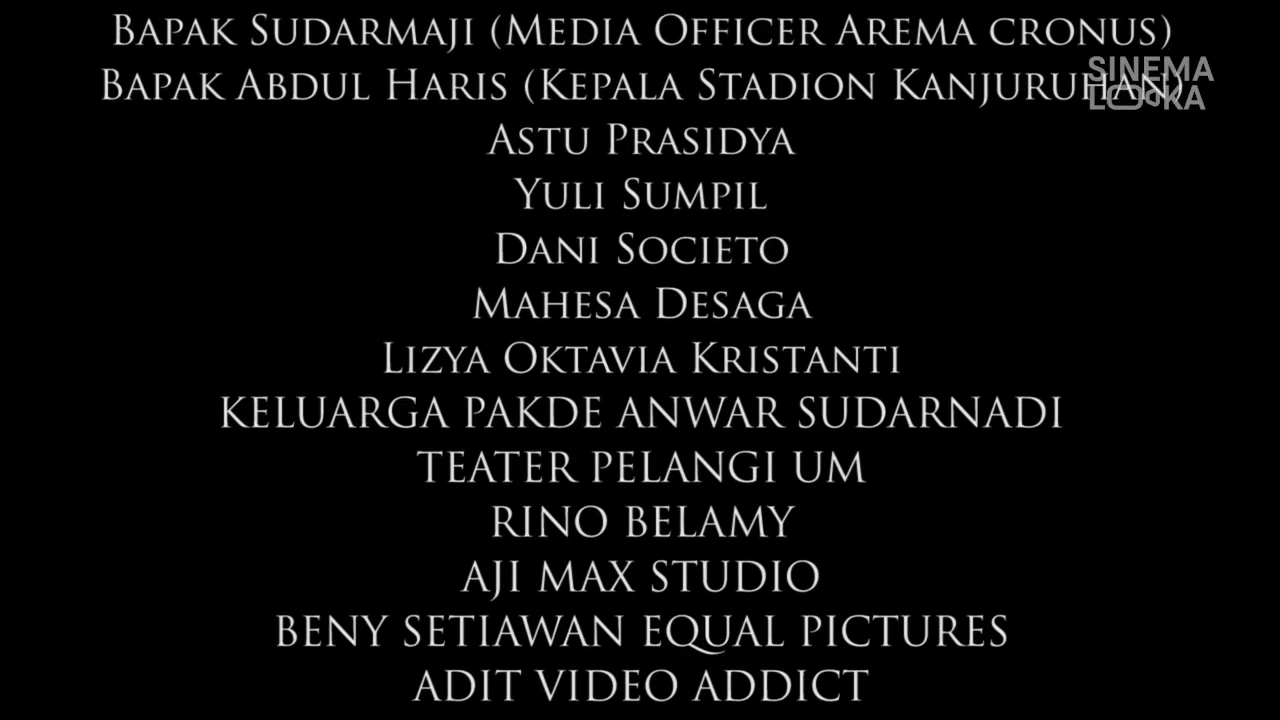 Bapak Sudarmaji (Media Officer Arema cronus)
Bapak Abdul Haris (Kepala Stadion Kanjuruhan)
SINEMA
LOKA
Astu Prasidya
Yuli Sumpil
Dani Societo
Mahesa Desaga
Lizya Oktavia Kristanti
KELUARGA PAKDE ANWAR SUDARNADI
TEATER PELANGI UM
RINO BELAMY
AJI MAX STUDIO
BENY SETIAWAN EQUAL PICTURES
ADIT VIDEO ADDICT